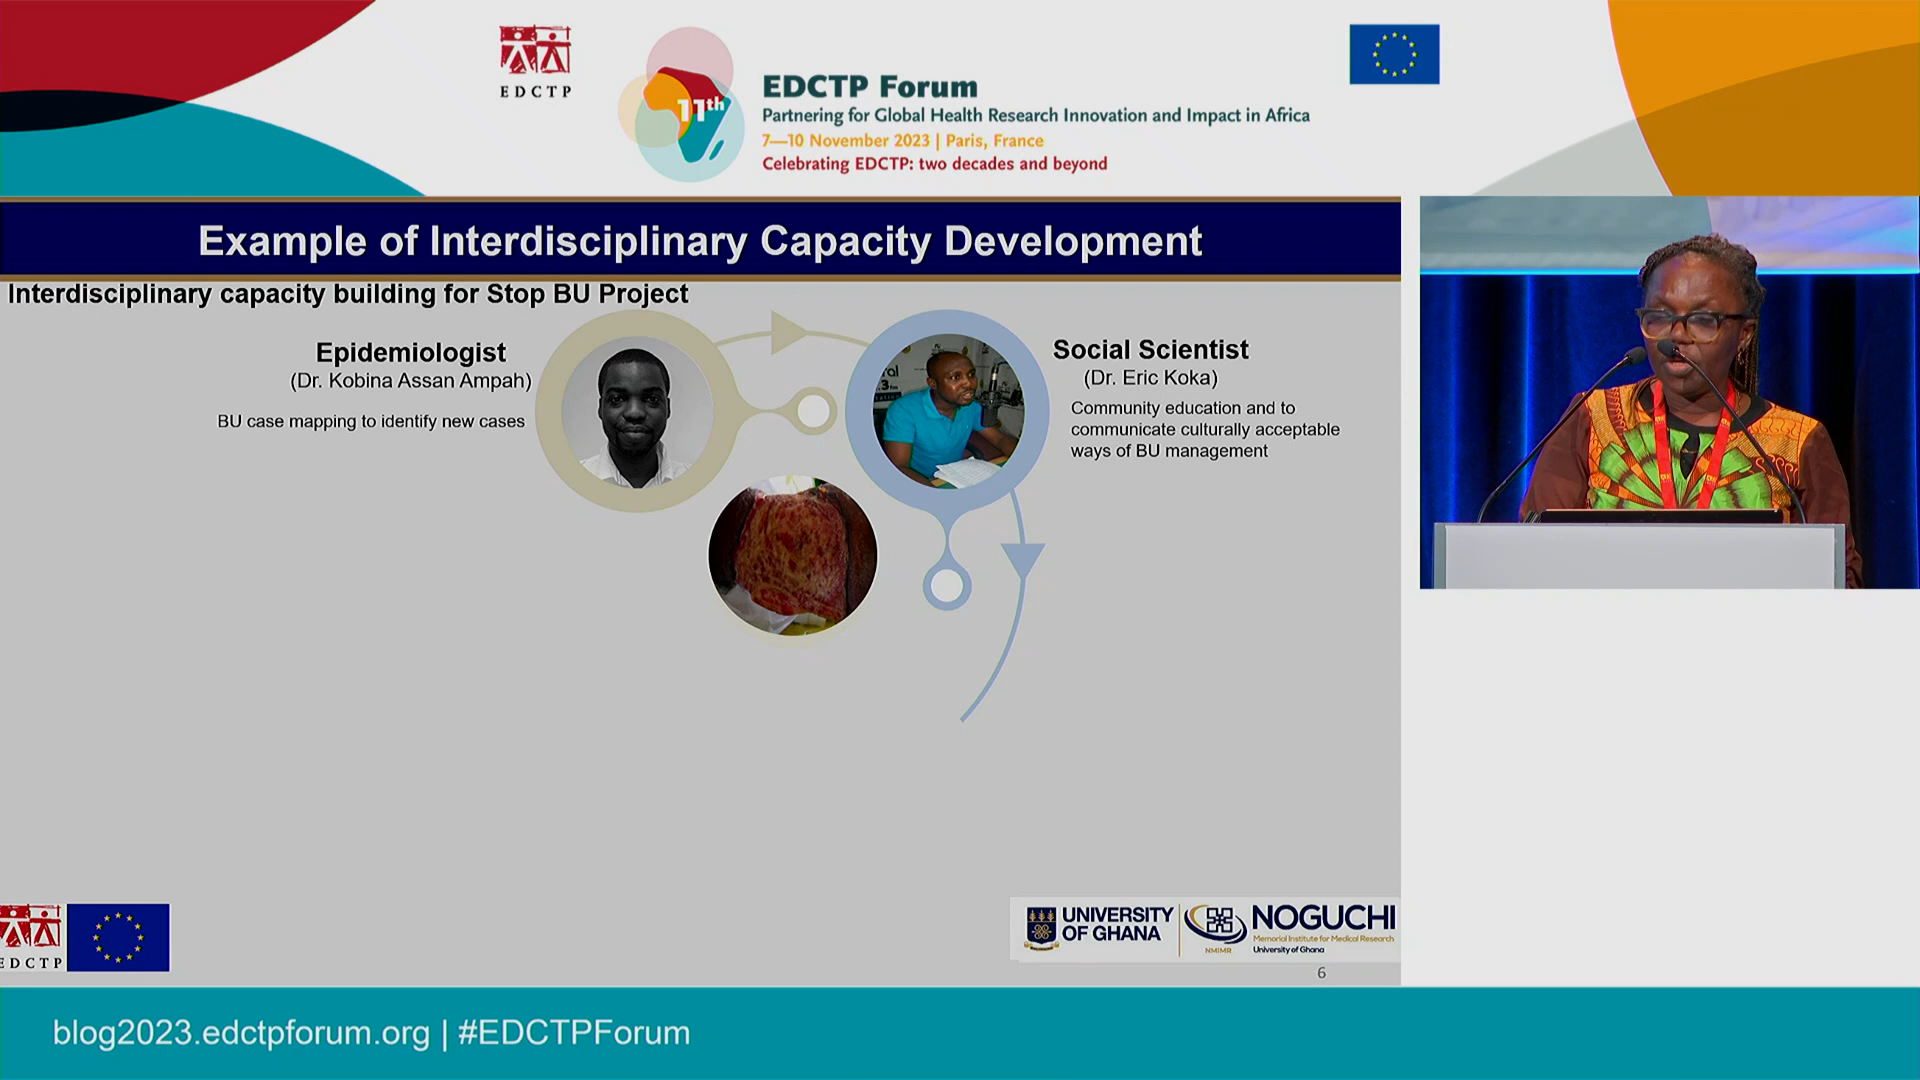 EDCTP
11th
EDCTP Forum
Partnering for Global Health Research Innovation and Impact in Africa
7—10 November 2023 | Paris, France
Celebrating EDCTP: two decades and beyond
Example of Interdisciplinary Capacity Development
Interdisciplinary capacity building for Stop BU Project
Epidemiologist
(Dr. Kobina Assan Ampah)
BU case mapping to identify new cases
Social Scientist
(Dr. Eric Koka)
Community education and to
communicate culturally acceptable
ways of BU management
EDCTP
UNIVERSITY
OF GHANA
NOGUCHI
Memorial Institute for Medical Research
NMIMR
University of Ghana
6
blog2023.edctpforum.org | #EDCTPForum